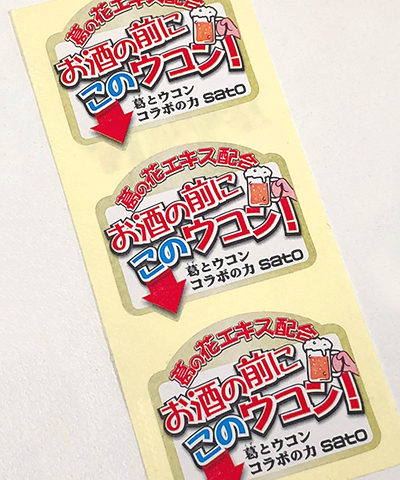 葛の花エキス配合
お酒の前に
このウコン!
葛とウコン
コラボの力 sato
葛の花エキス配合
お酒の前に
このウコン!
葛とウコン
コラボの力 sato
葛の花エキス配合
お酒の前に
このウコン!
葛とウコン
コラボの力 sato